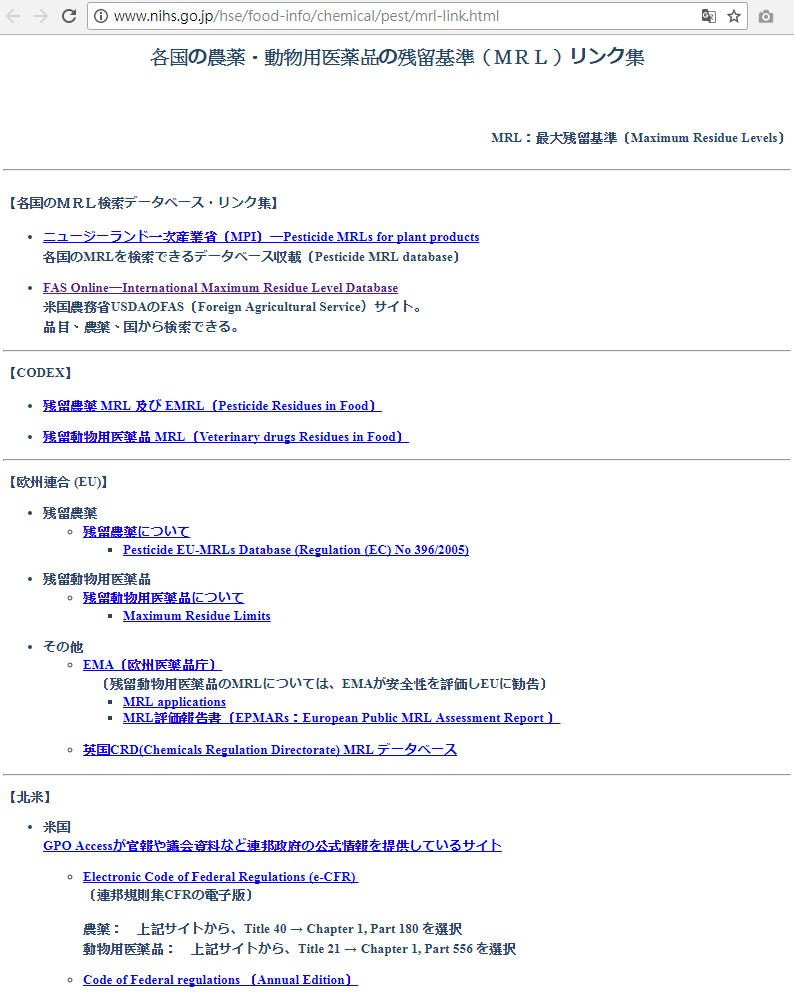 www.nihs.go.jp/hse/food-info/chemical/pest/mrl-link.html
各国の農薬・動物用医薬品の残留基準（ＭＲＬ）リンク集
MRL：最大残留基準〔Maximum Residue Levels〕
【各国のＭＲＬ検索データベース・リンク集】
• ニュージーランド一次産業省〔MPI〕―Pesticide MRLs for plant products
各国のMRLを検索できるデータベース収載〔Pesticide MRL database〕
• FAS Online―International Maximum Residue Level Database
米国農務省USDAのFAS〔Foreign Agricultural Service〕サイト。
品目、農薬、国から検索できる。
【CODEX】
• 残留農薬 MRL 及び EMRL〔Pesticide Residues in Food〕
• 残留動物用医薬品 MRL〔Veterinary drugs Residues in Food〕
【欧州連合 (EU)】
• 残留農薬
◦ 残留農薬について
▪ Pesticide EU-MRLs Database (Regulation (EC) No 396/2005)
• 残留動物用医薬品
◦ 残留動物用医薬品について
▪ Maximum Residue Limits
• その他
◦ EMA〔欧州医薬品庁〕
〔残留動物用医薬品のMRLについては、EMAが安全性を評価しEUに勧告〕
▪ MRL applications
▪ MRL評価報告書〔EPMARs：European Public MRL Assessment Report 〕
◦ 英国CRD(Chemicals Regulation Directorate) MRL データベース
【北米】
• 米国
GPO Accessが官報や議会資料など連邦政府の公式情報を提供しているサイト
◦ Electronic Code of Federal Regulations (e-CFR)
〔連邦規則集CFRの電子版〕
農薬：　上記サイトから、Title 40 → Chapter 1, Part 180 を選択
動物用医薬品：　上記サイトから、Title 21 → Chapter 1, Part 556 を選択
◦ Code of Federal regulations 〔Annual Edition〕